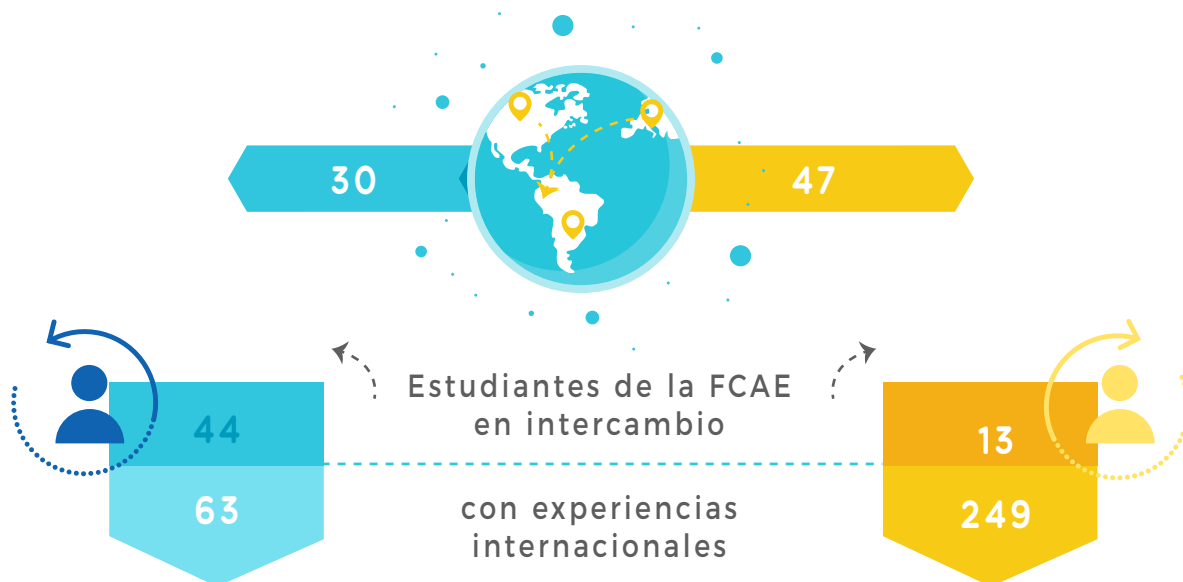 30
47
Estudiantes de la FCAE
en intercambio
44
13
con experiencias
internacionales
63
249